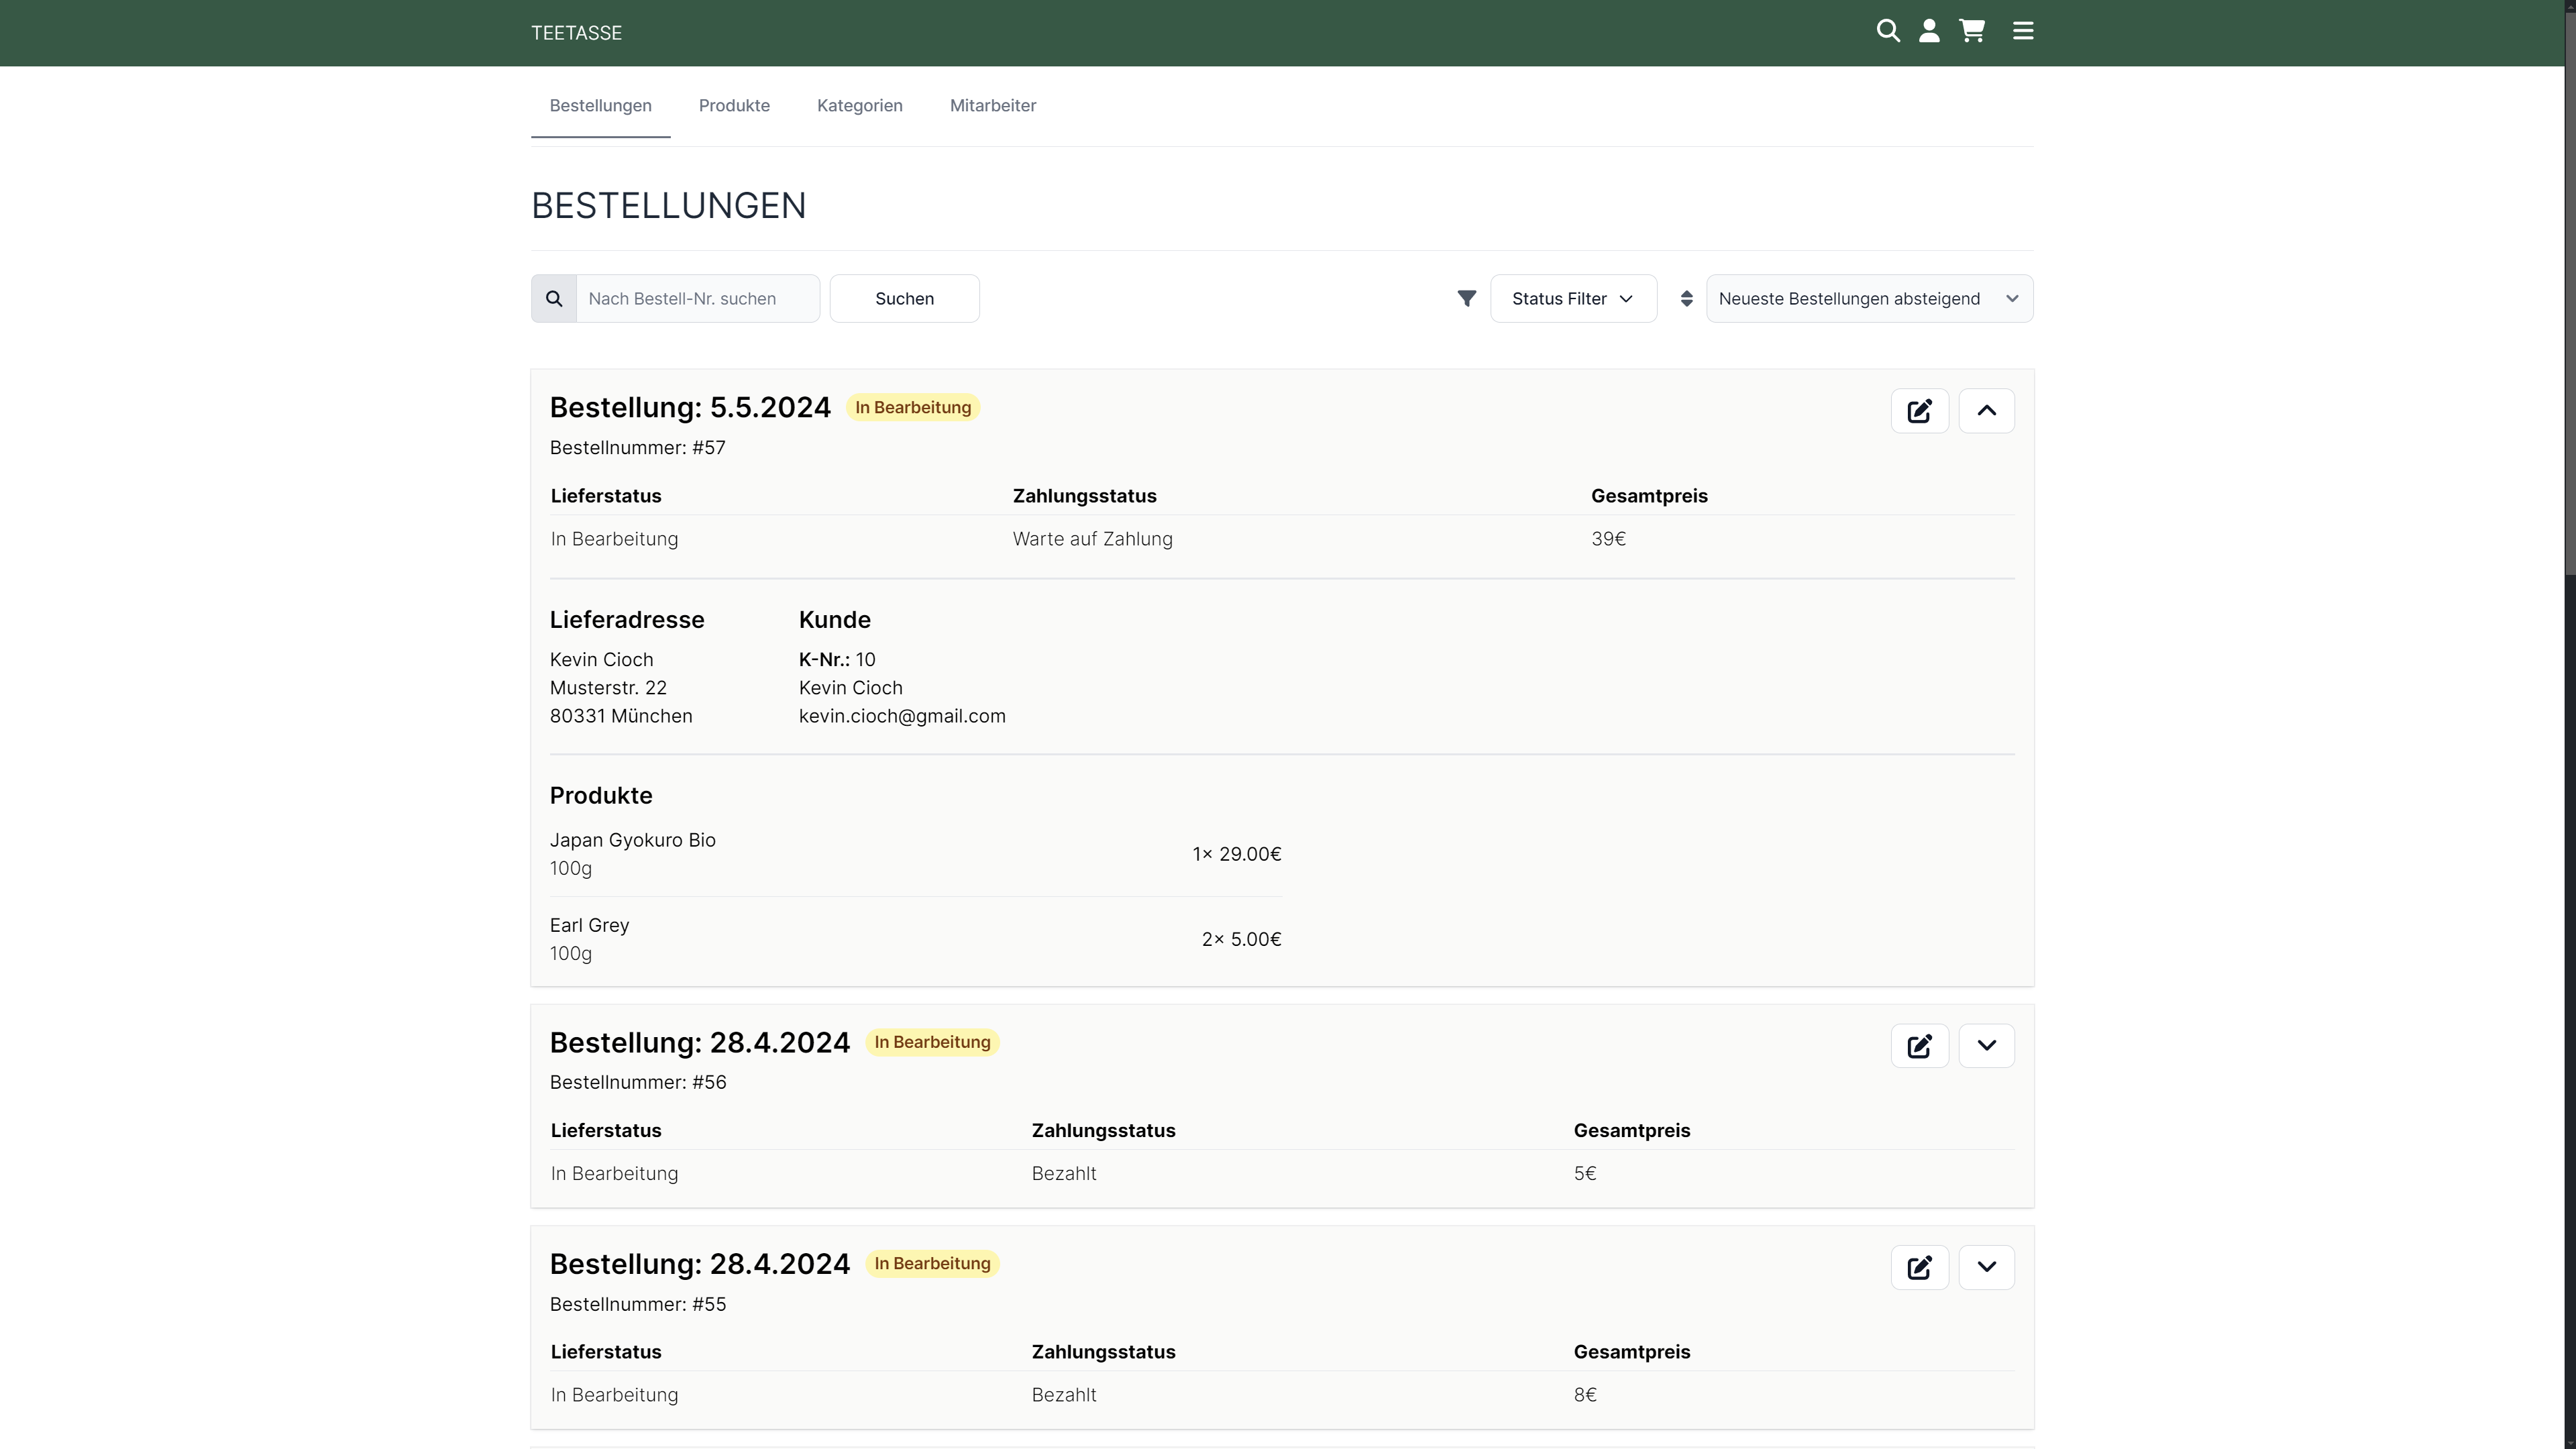 TEETASSE
Bestellungen Produkte Kategorien Mitarbeiter
BESTELLUNGEN
Nach Bestell-Nr. suchen Suchen Status Filter Neueste Bestellungen absteigend
Bestellung: 5.5.2024 In Bearbeitung
Bestellnummer: #57
Lieferstatus Zahlungsstatus Gesamtpreis
In Bearbeitung Warte auf Zahlung 39€
Lieferadresse Kunde
Kevin Cioch K-Nr.: 10
Musterstr. 22 Kevin Cioch
80331 München kevin.cioch@gmail.com
Produkte
Japan Gyokuro Bio
100g
1× 29.00€
Earl Grey
100g
2× 5.00€
Bestellung: 28.4.2024 In Bearbeitung
Bestellnummer: #56
Lieferstatus Zahlungsstatus Gesamtpreis
In Bearbeitung Bezahlt 5€
Bestellung: 28.4.2024 In Bearbeitung
Bestellnummer: #55
Lieferstatus Zahlungsstatus Gesamtpreis
In Bearbeitung Bezahlt 8€